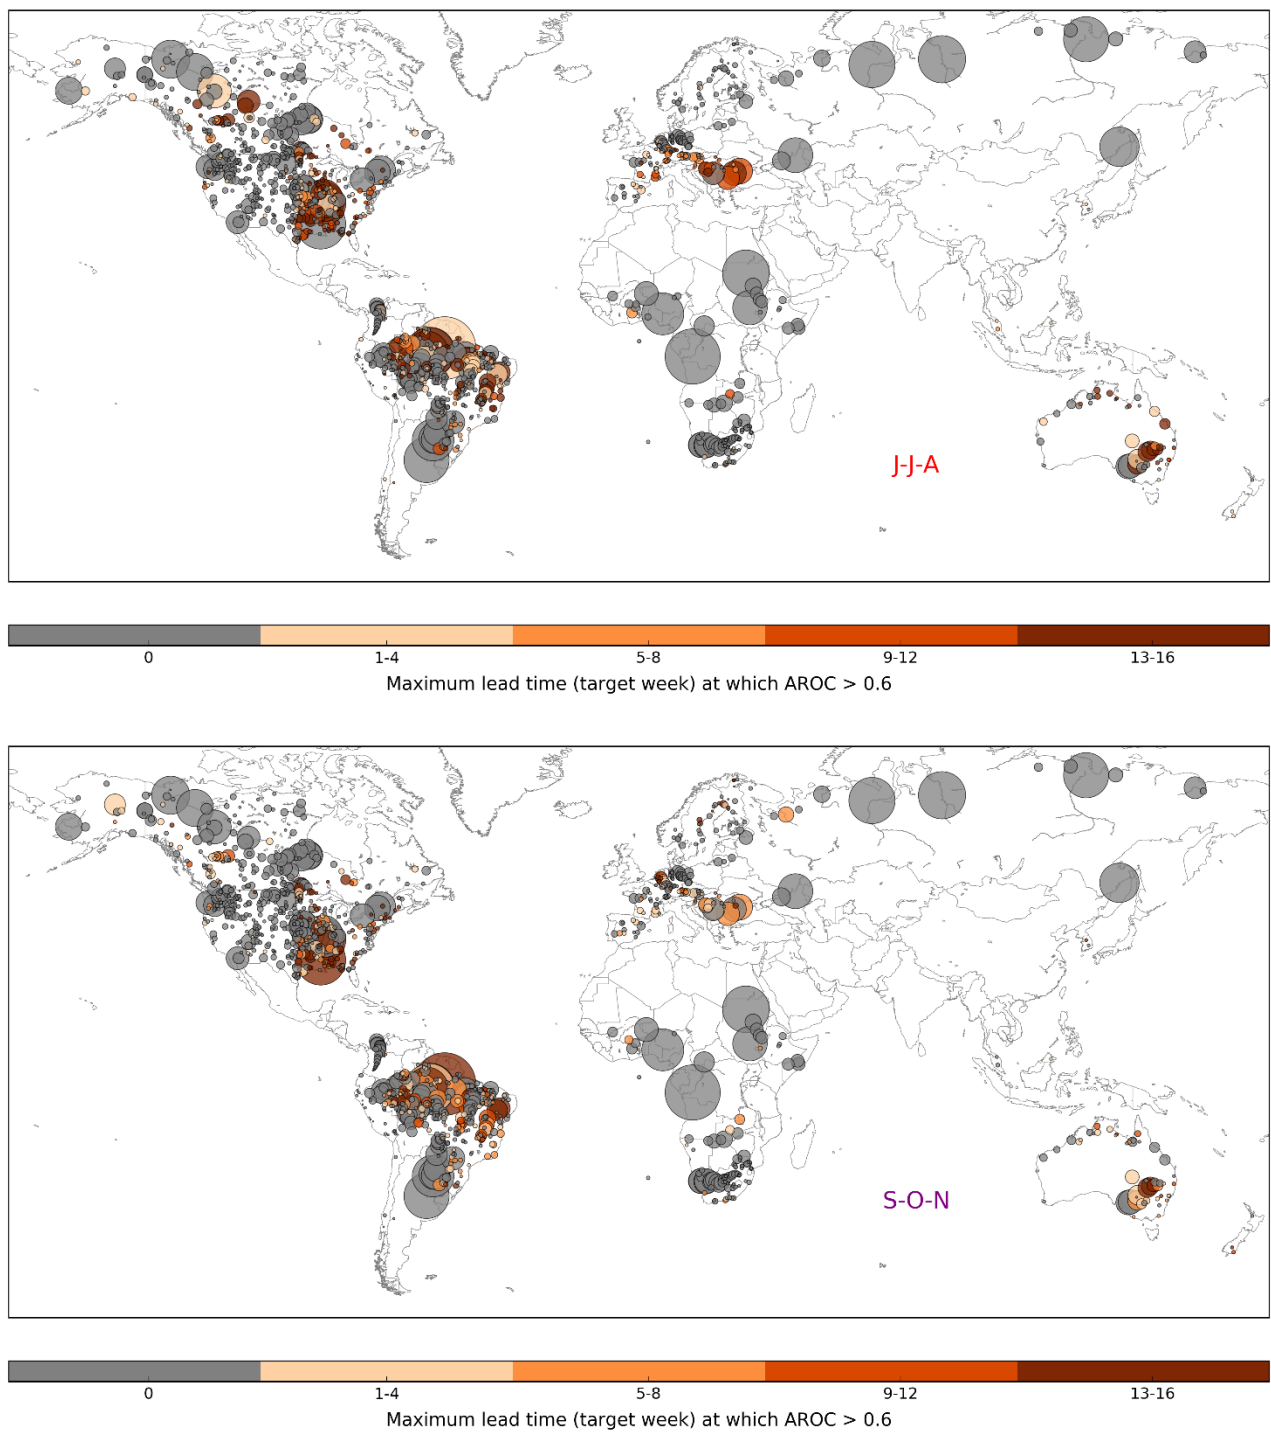 J-J-A
0 1-4 5-8 9-12 13-16
Maximum lead time (target week) at which AROC > 0.6
S-O-N
0 1-4 5-8 9-12 13-16
Maximum lead time (target week) at which AROC > 0.6